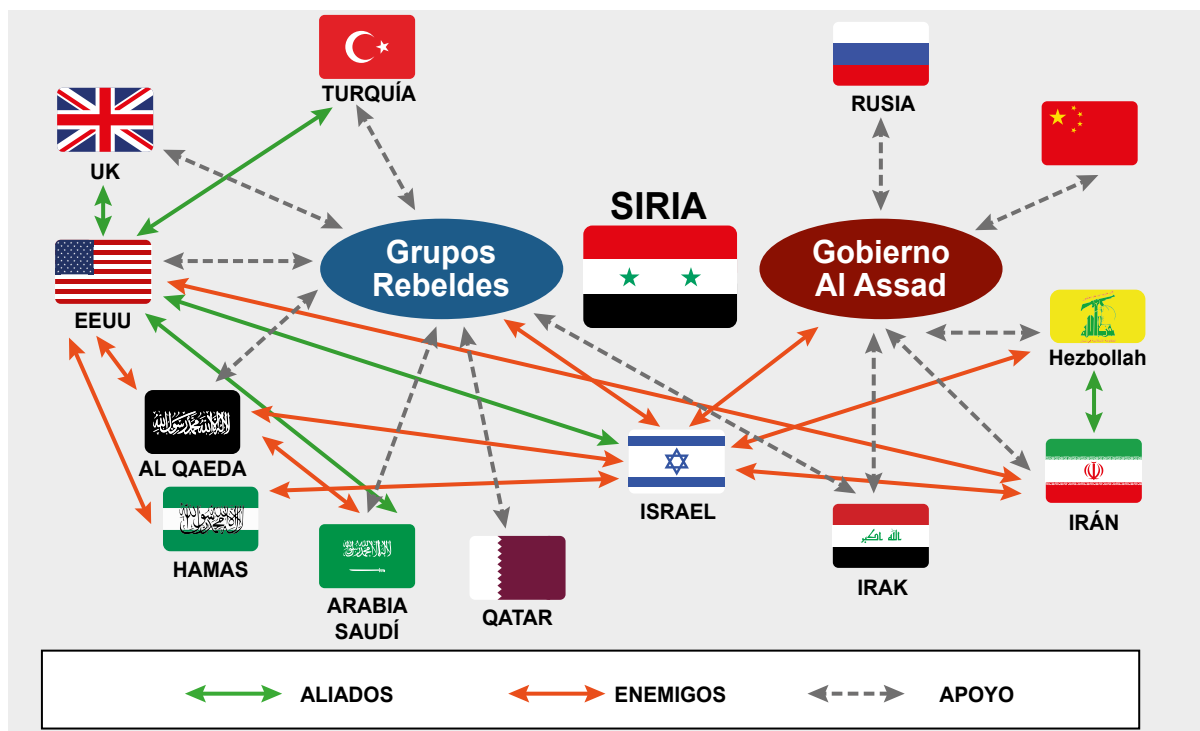 TURQUÍA
RUSIA
UK
SIRIA
Grupos
Rebeldes
Gobierno
Al Assad
EEUU
Hezbollah
AL QAEDA
ISRAEL
IRÁN
HAMAS
IRAK
ARABIA
SAUDÍ
QATAR
ALIADOS
ENEMIGOS
APOYO